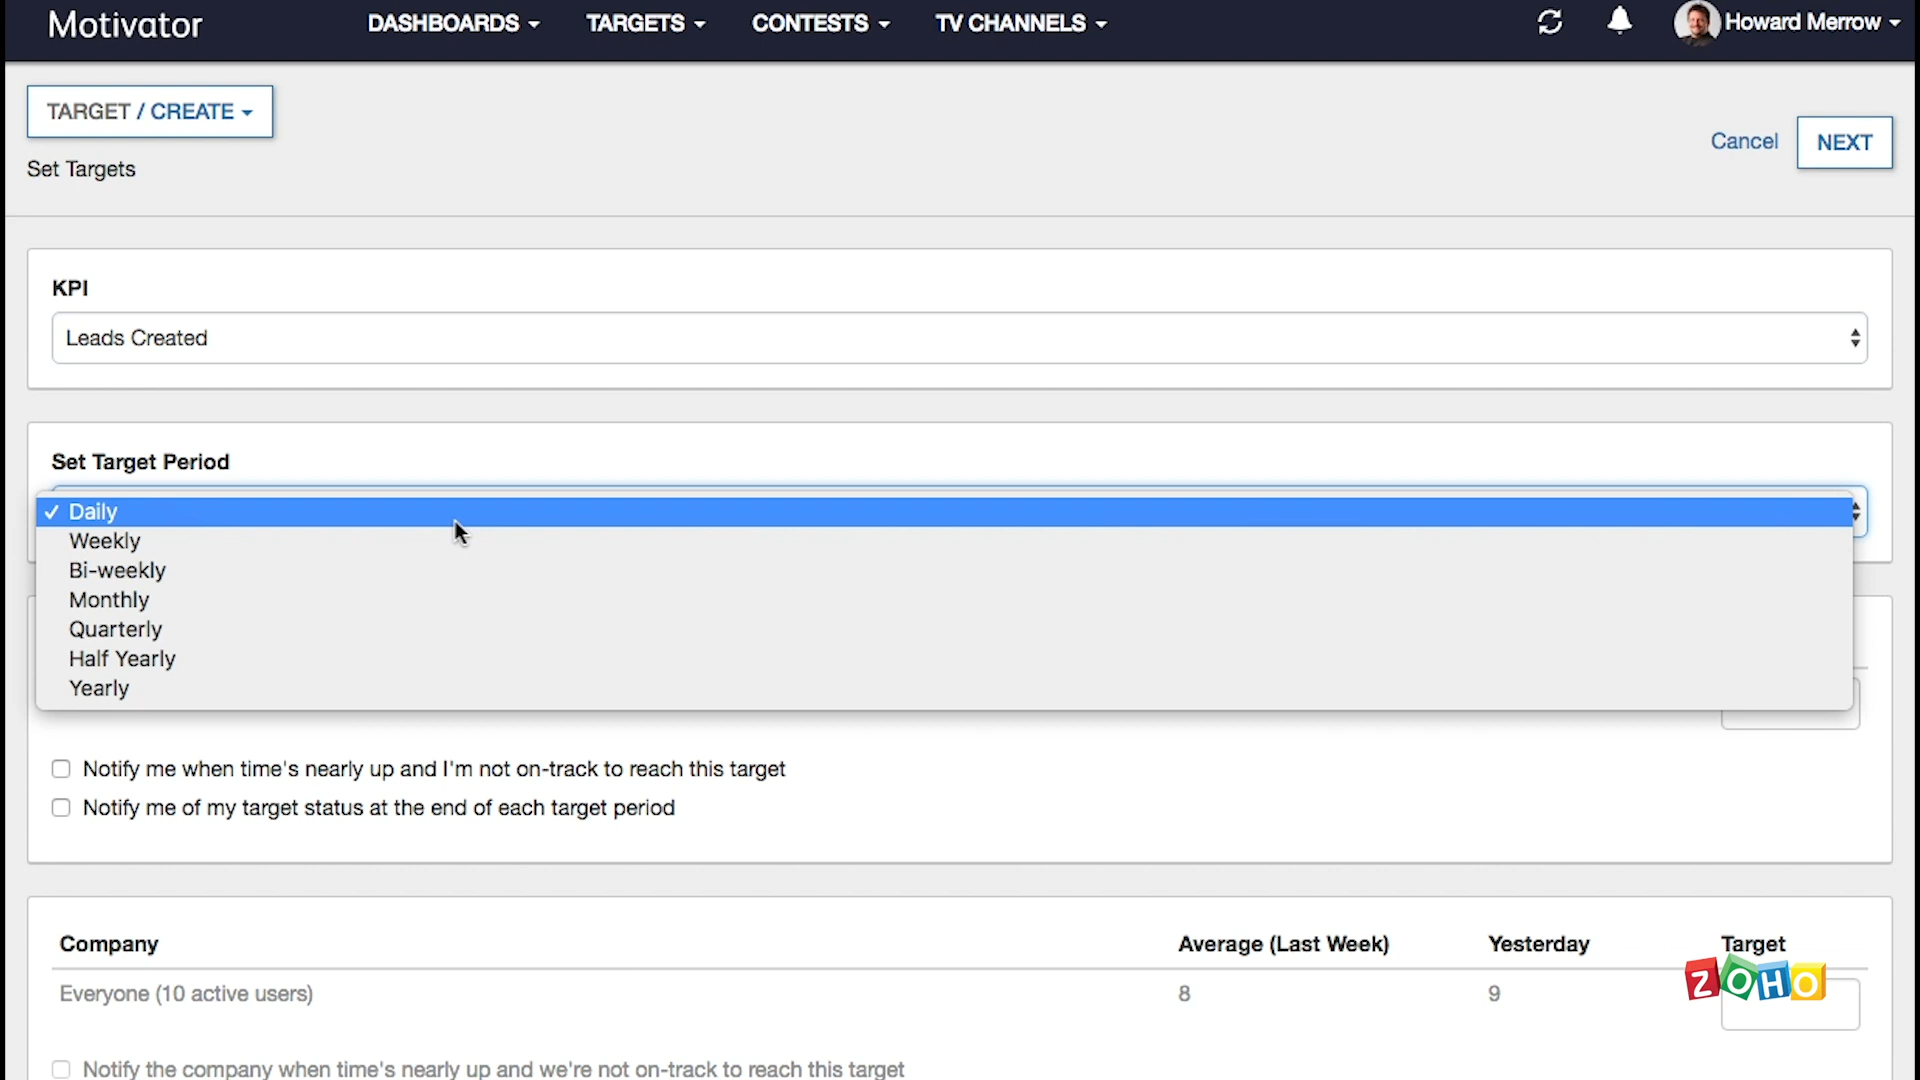 Motivator
DASHBOARDS
TARGETS
CONTESTS
TV CHANNELS
Howard Merrow
TARGET / CREATE
Cancel
NEXT
Set Targets
KPI
Leads Created
Set Target Period
✓ Daily
Weekly
Bi-weekly
Monthly
Quarterly
Half Yearly
Yearly
Notify me when time's nearly up and I'm not on-track to reach this target
Notify me of my target status at the end of each target period
Company Average (Last Week) Yesterday Target
Everyone (10 active users) 8 9
ZOHO
Notify the company when time's nearly up and we're not on-track to reach this target